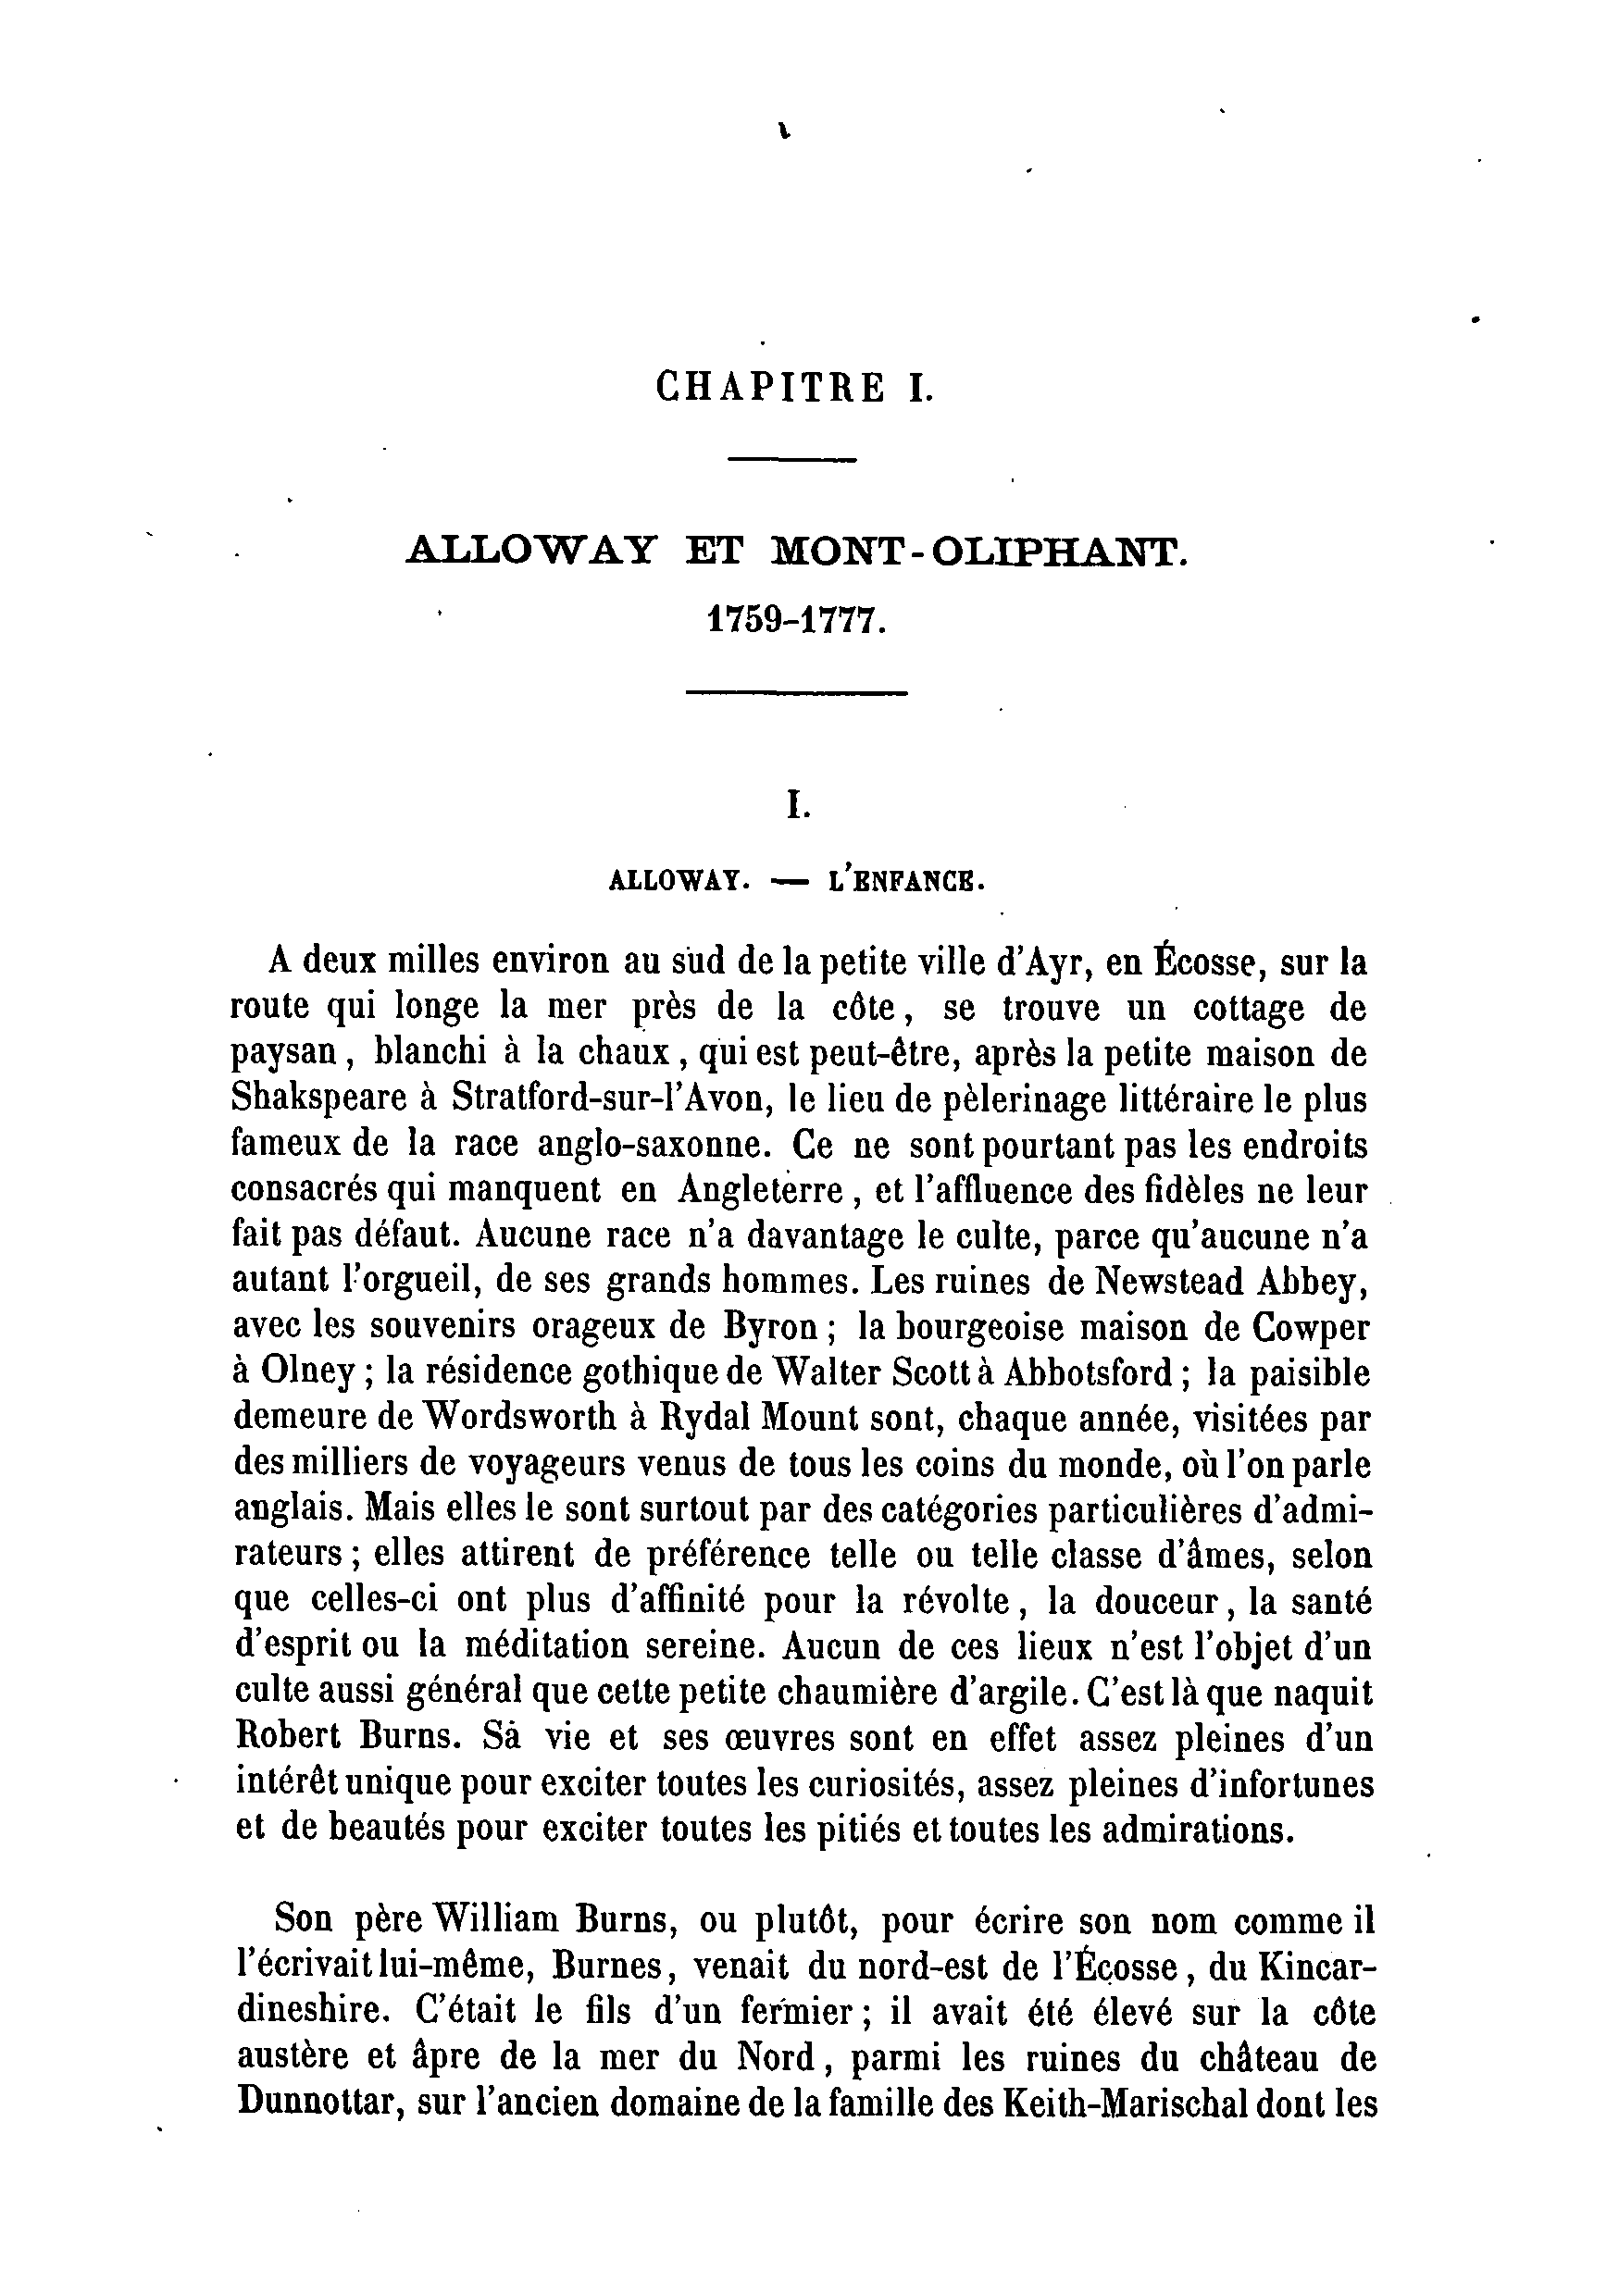 CHAPITRE I.
ALLOWAY ET MONT-OLIPHANT.
1759-1777.
I.
ALLOWAY. — L'ENFANCE.
A deux milles environ au sud de la petite ville d'Ayr, en Écosse, sur la
route qui longe la mer près de la côte, se trouve un cottage de
paysan, blanchi à la chaux, qui est peut-être, après la petite maison de
Shakspeare à Stratford-sur-l'Avon, le lieu de pèlerinage littéraire le plus
fameux de la race anglo-saxonne. Ce ne sont pourtant pas les endroits
consacrés qui manquent en Angleterre, et l'affluence des fidèles ne leur
fait pas défaut. Aucune race n'a davantage le culte, parce qu'aucune n'a
autant l'orgueil, de ses grands hommes. Les ruines de Newstead Abbey,
avec les souvenirs orageux de Byron ; la bourgeoise maison de Cowper
à Olney ; la résidence gothique de Walter Scott à Abbotsford ; la paisible
demeure de Wordsworth à Rydal Mount sont, chaque année, visitées par
des milliers de voyageurs venus de tous les coins du monde, où l'on parle
anglais. Mais elles le sont surtout par des catégories particulières d'admi-
rateurs ; elles attirent de préférence telle ou telle classe d'âmes, selon
que celles-ci ont plus d'affinité pour la révolte, la douceur, la santé
d'esprit ou la méditation sereine. Aucun de ces lieux n'est l'objet d'un
culte aussi général que cette petite chaumière d'argile. C'est là que naquit
Robert Burns. Sa vie et ses œuvres sont en effet assez pleines d'un
intérêt unique pour exciter toutes les curiosités, assez pleines d'infortunes
et de beautés pour exciter toutes les pitiés et toutes les admirations.
Son père William Burns, ou plutôt, pour écrire son nom comme il
l'écrivait lui-même, Burnes, venait du nord-est de l'Écosse, du Kincar-
dineshire. C'était le fils d'un fermier ; il avait été élevé sur la côte
austère et âpre de la mer du Nord, parmi les ruines du château de
Dunnottar, sur l'ancien domaine de la famille des Keith-Marischal dont les